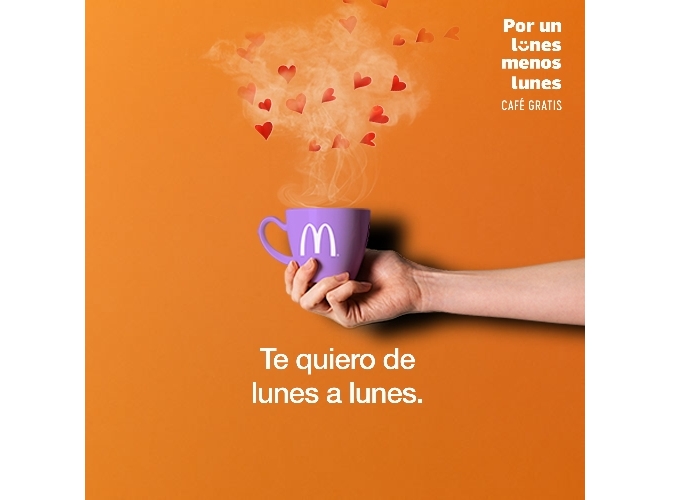 Por un
lunes
menos
lunes
CAFÉ GRATIS
Te quiero de
lunes a lunes.